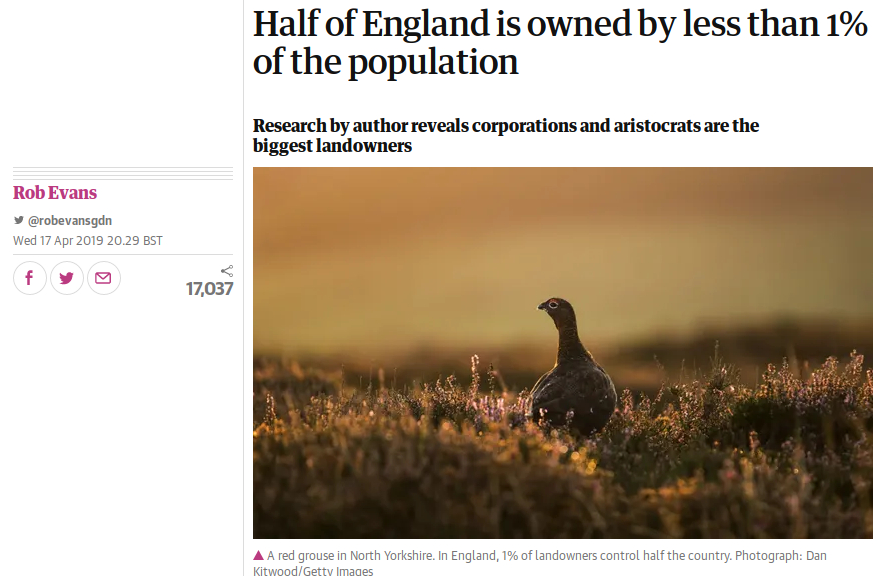 Half of England is owned by less than 1%
of the population
Research by author reveals corporations and aristocrats are the
biggest landowners
Rob Evans
@robevansgdn
Wed 17 Apr 2019 20.29 BST
17,037
A red grouse in North Yorkshire. In England, 1% of landowners control half the country. Photograph: Dan
Kitwood/Getty Images